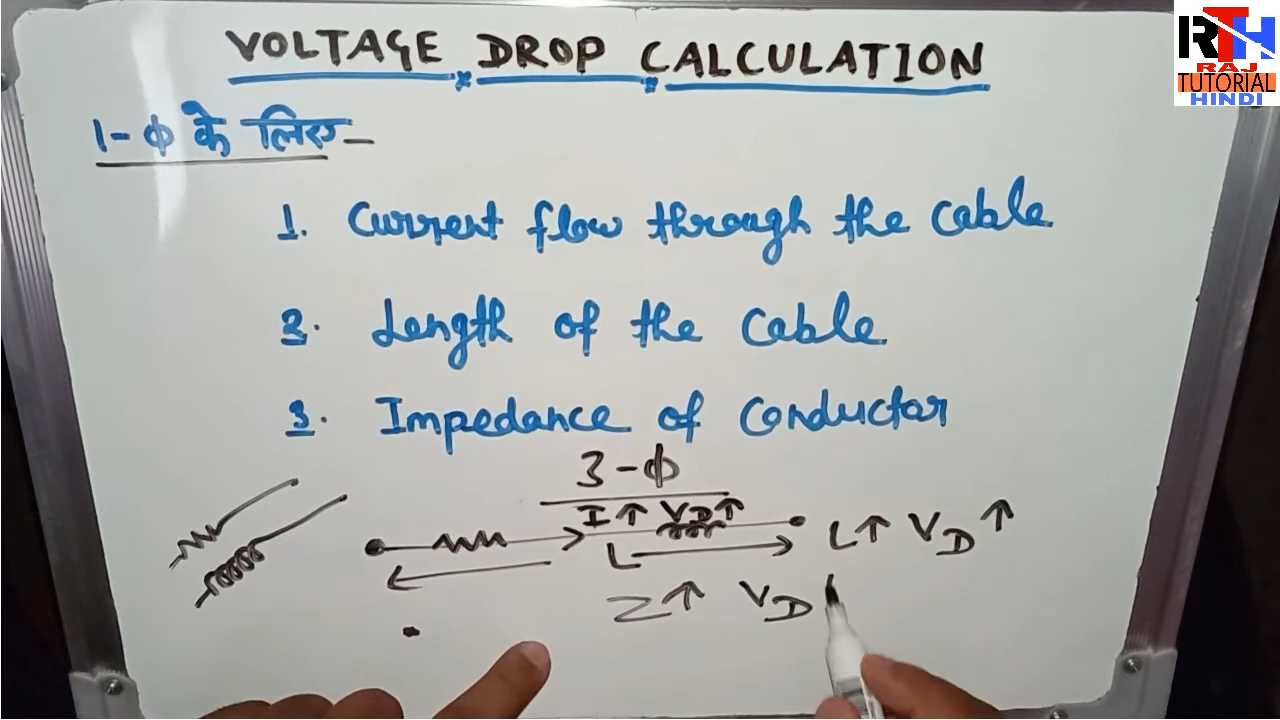 VOLTAGE DROP CALCULATION
RTH
RAJ
TUTORIAL
HINDI
1-Φ के लिए-
1. Current flow through the Cable
2. Length of the Cable
3. Impedance of Conductor
3-Φ
I↑ VD↑
L
L↑ VD↑
Z↑ VD